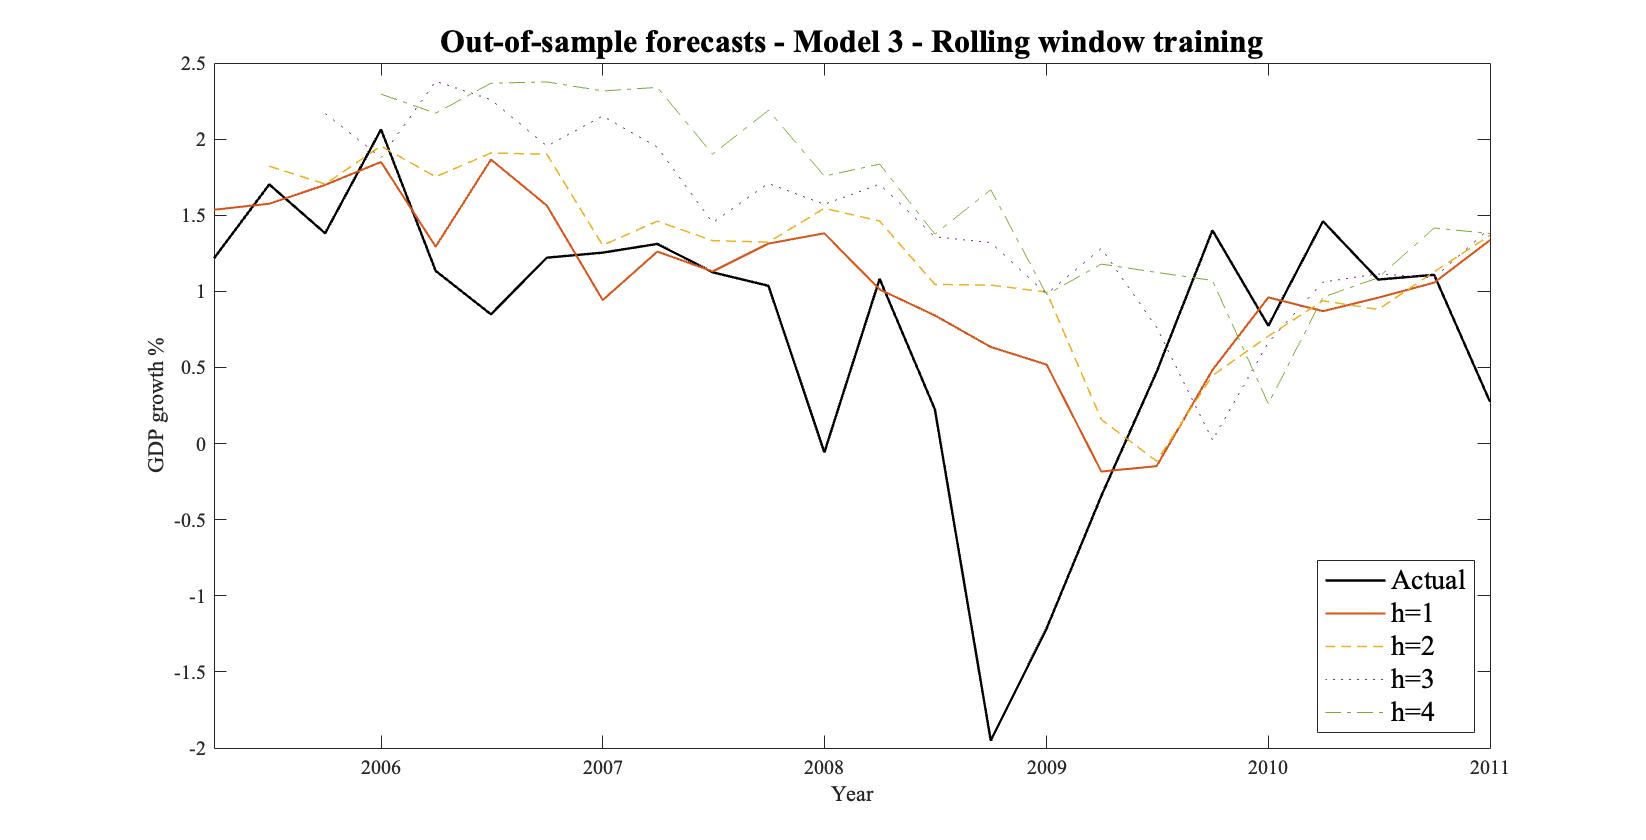 Out-of-sample forecasts - Model 3 - Rolling window training
2.5
2
1.5
1
0.5
0
-0.5
-1
-1.5
-2
GDP growth %
2006 2007 2008 2009 2010 2011
Year
Actual
h=1
h=2
h=3
h=4